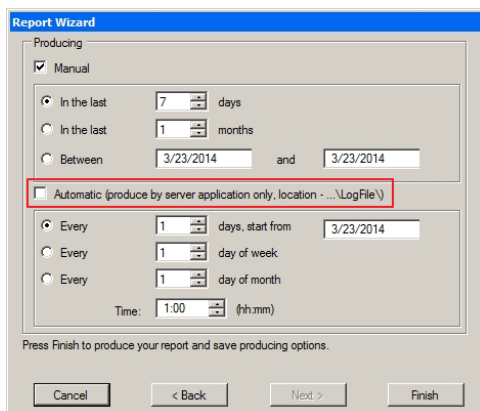 Report Wizard
Producing
Manual
In the last 7 days
In the last 1 months
Between 3/23/2014 and 3/23/2014
Automatic (produce by server application only, location - ...\LogFile\)
Every 1 days, start from 3/23/2014
Every 1 day of week
Every 1 day of month
Time: 1:00 (hh:mm)
Press Finish to produce your report and save producing options.
Cancel < Back Next > Finish